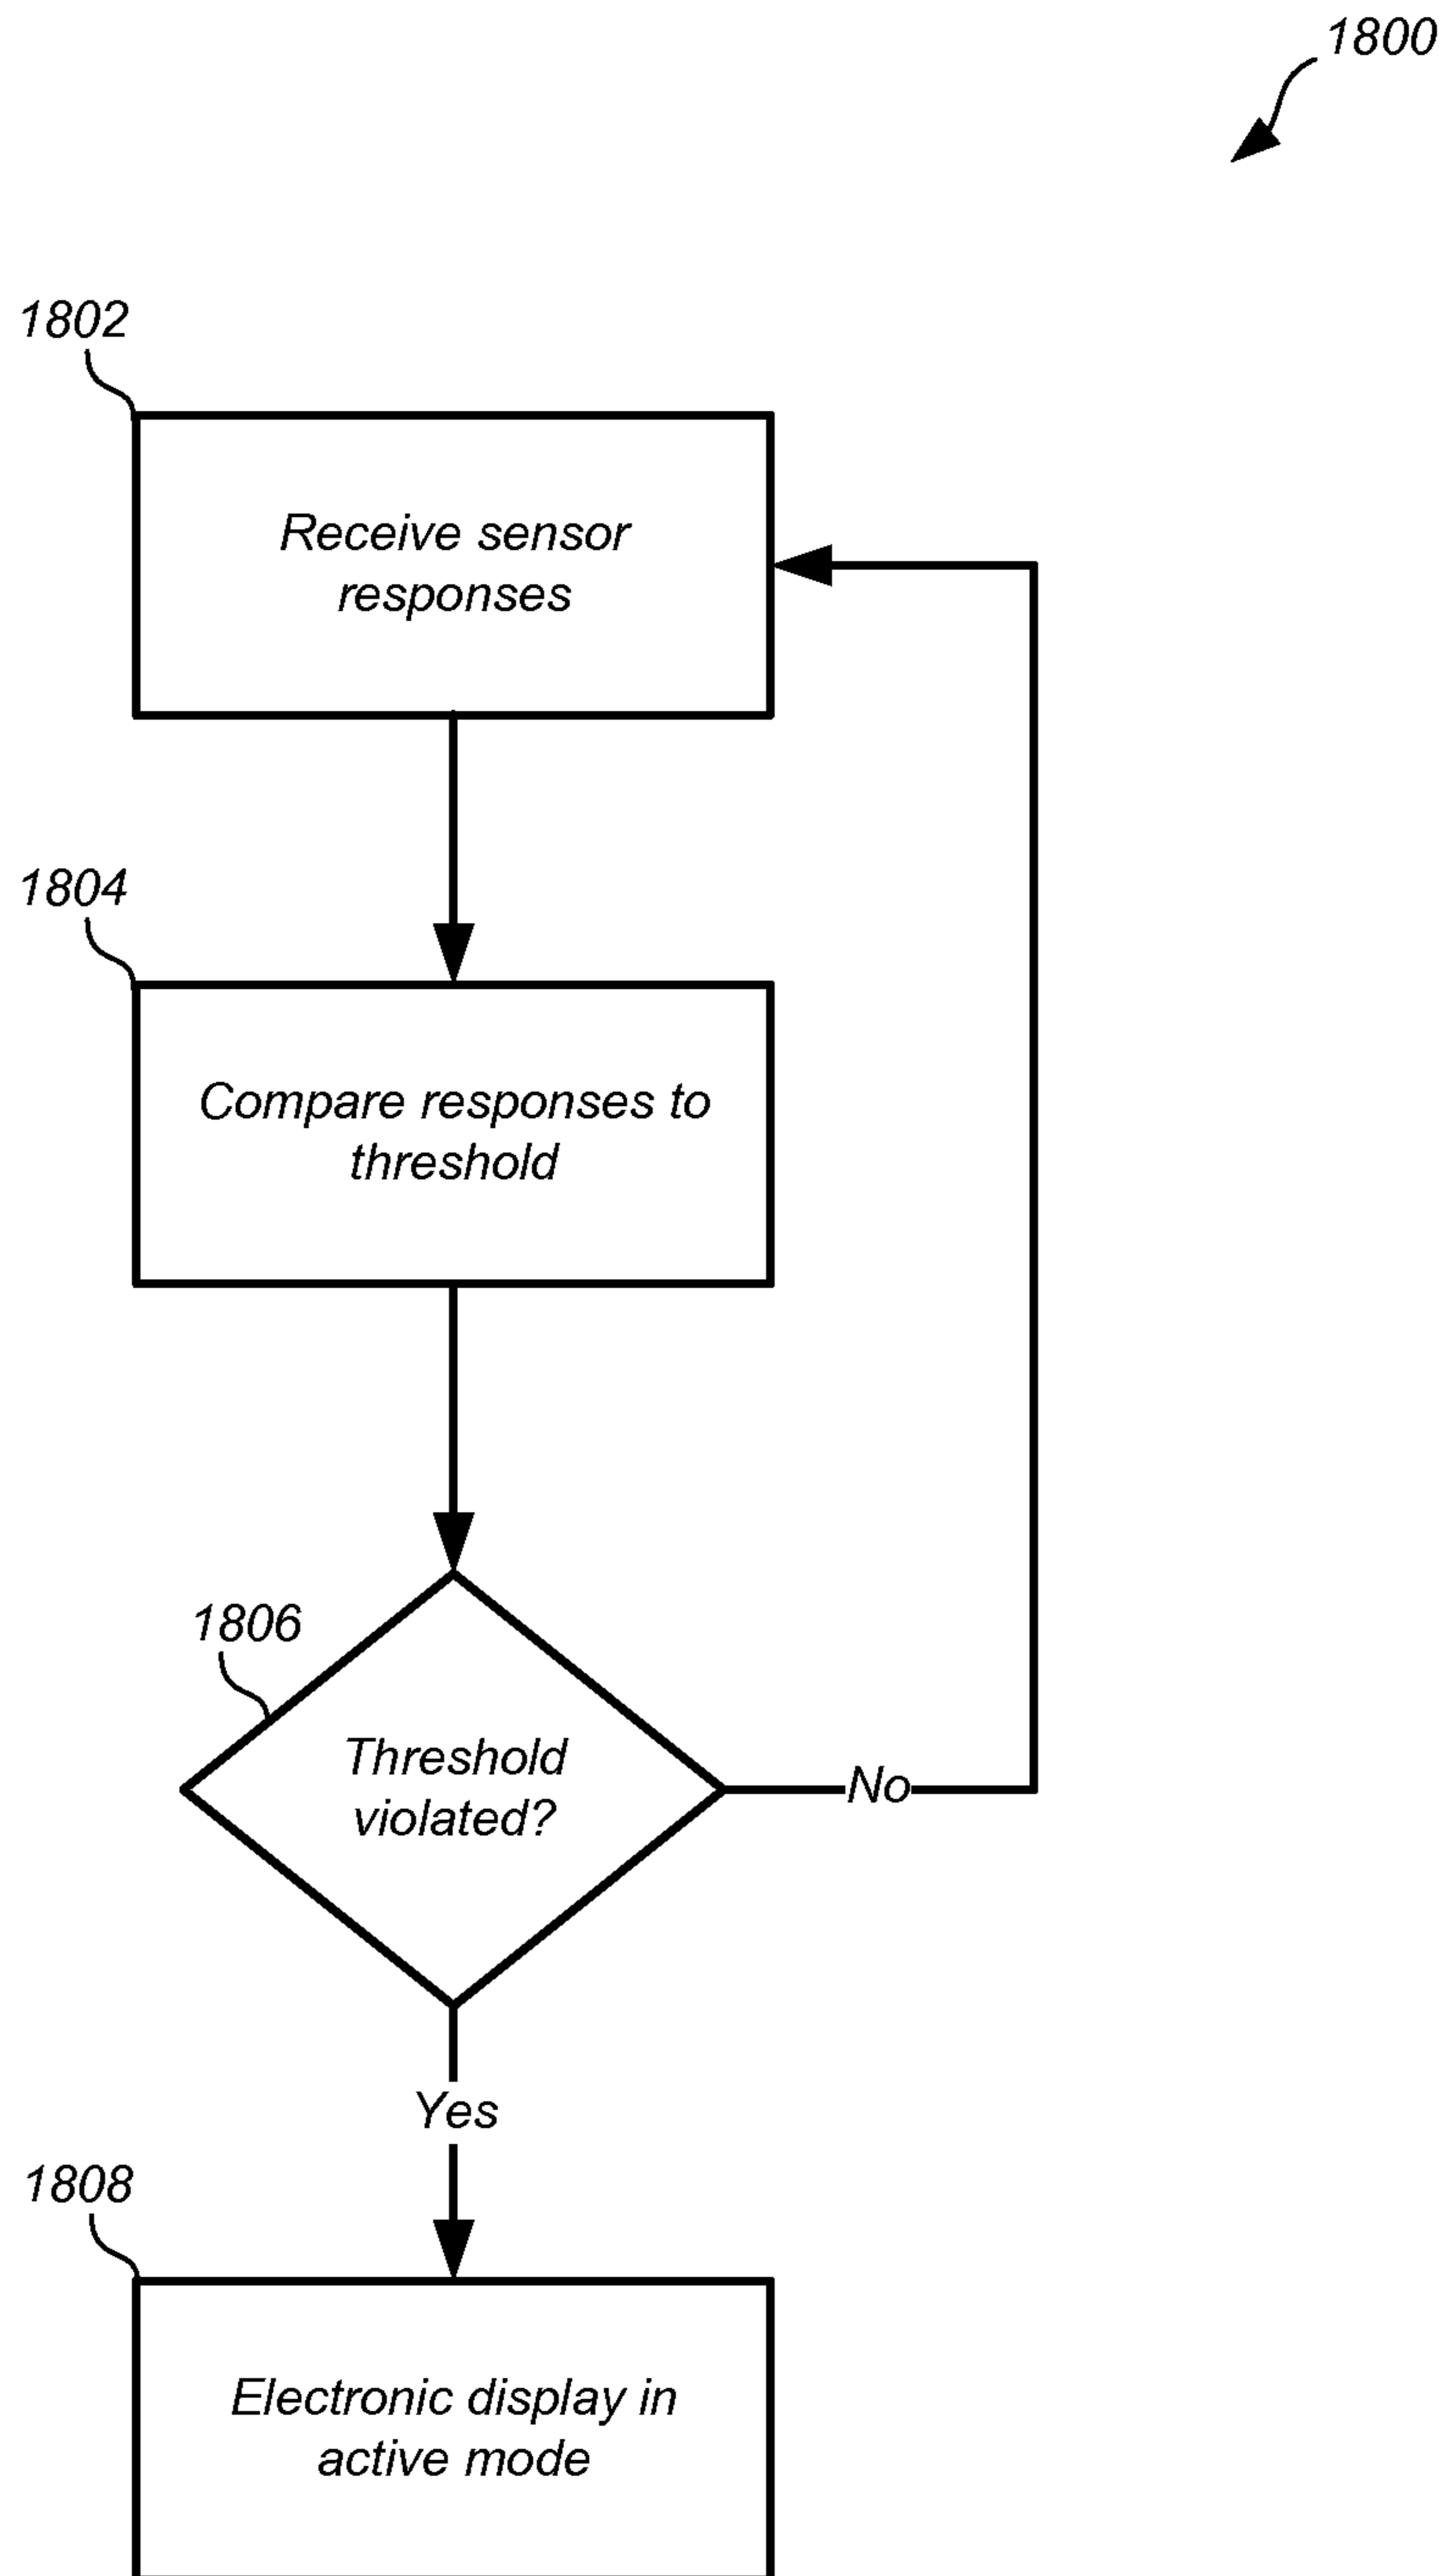 1800
1802
Receive sensor
responses
1804
Compare responses to
threshold
1806
Threshold
violated?
No
Yes
1808
Electronic display in
active mode